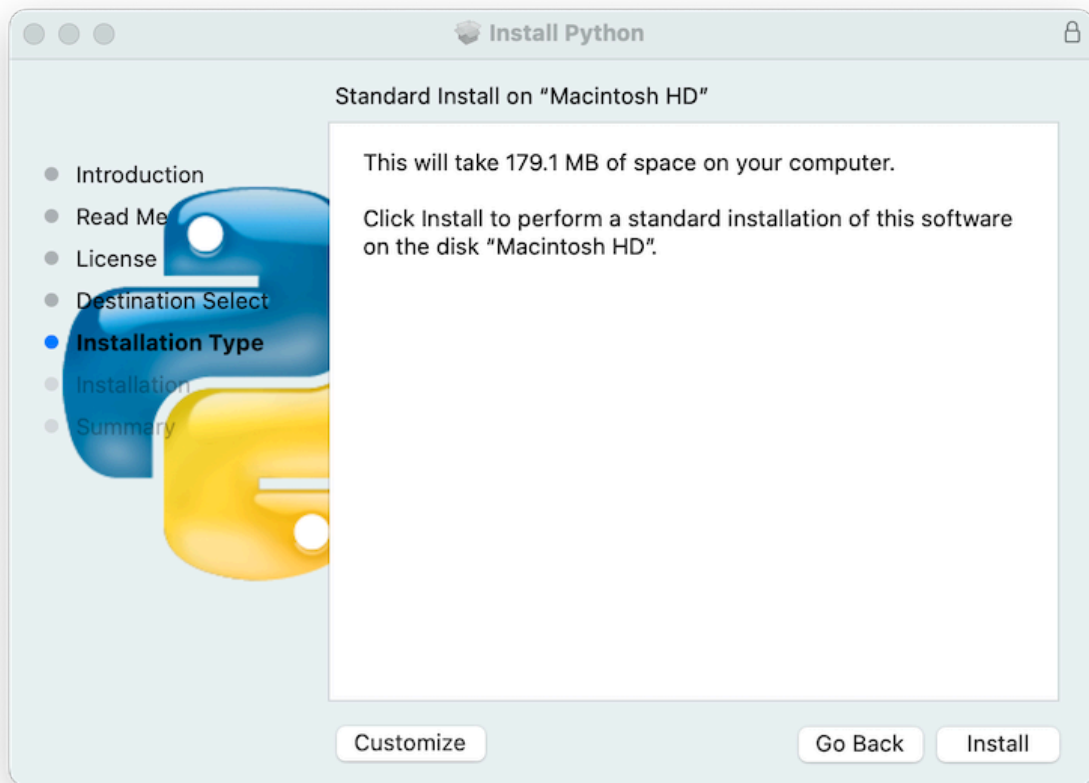 Install Python
Standard Install on “Macintosh HD”
Introduction
Read Me
License
Destination Select
Installation Type
Installation
Summary
This will take 179.1 MB of space on your computer.
Click Install to perform a standard installation of this software
on the disk “Macintosh HD”.
Customize
Go Back
Install